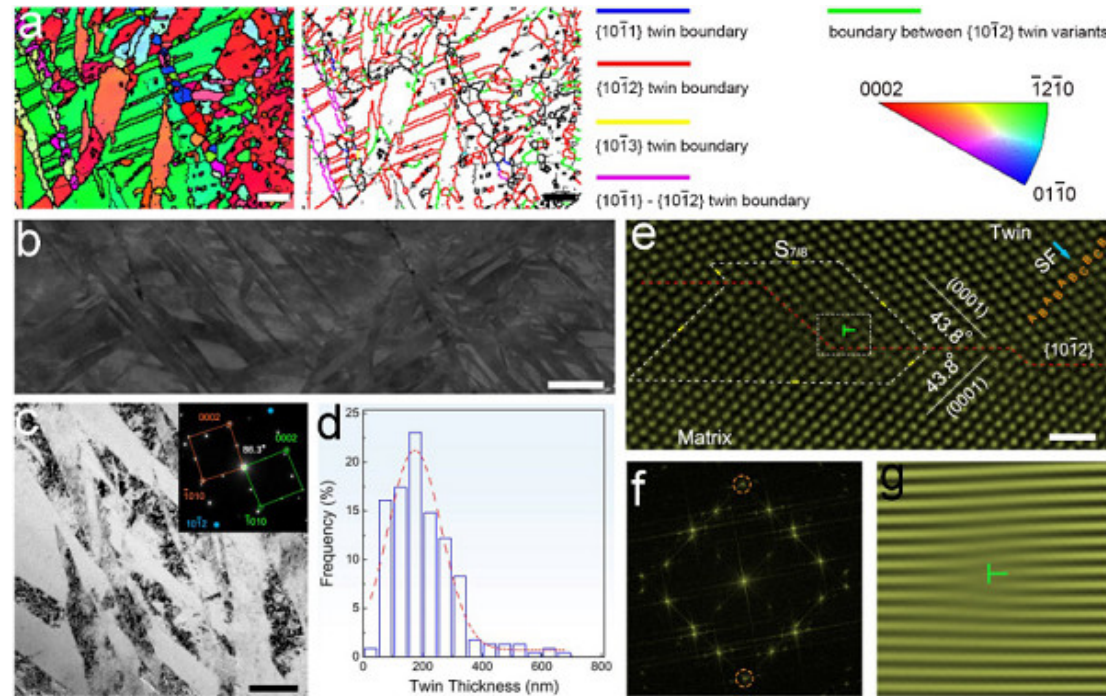 a
{101̄1} twin boundary
{101̄2} twin boundary
{101̄3} twin boundary
{101̄1} - {101̄2} twin boundary
boundary between {101̄2} twin variants
0002
1̄21̄0
011̄0
b
c
0002
86.3°
0002
1̄010
1̄010
101̄2
d
Frequency (%)
25
20
15
10
5
0
0
200
400
600
800
Twin Thickness (nm)
e
S7/8
Twin
SF
(0001)
43.8°
43.8°
(0001)
{101̄2}
Matrix
f
g